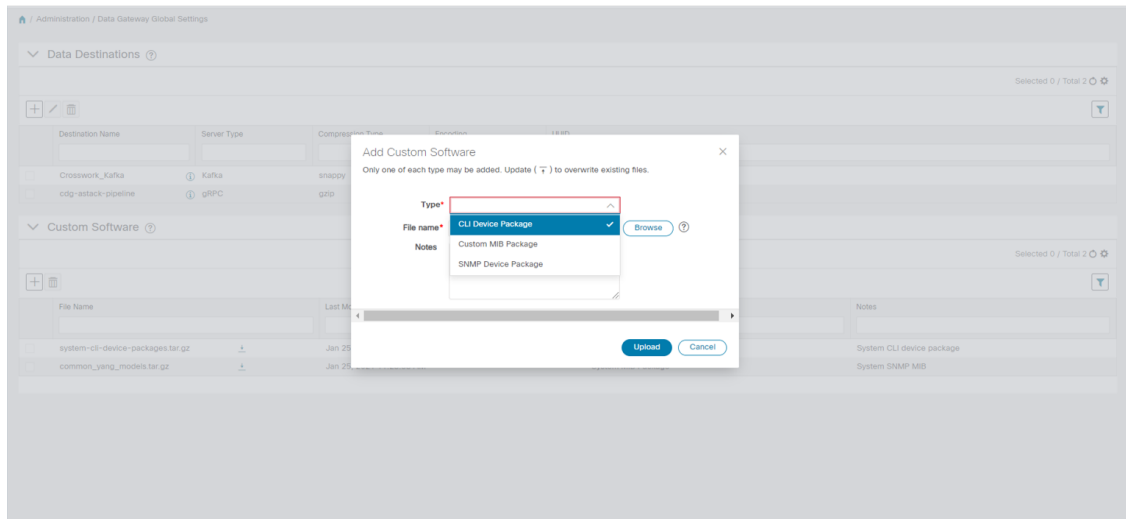 / Administration / Data Gateway Global Settings
Data Destinations ?
Selected 0 / Total 2
Destination Name Server Type Compression Type Encoding UUID
Crosswork_Kafka Kafka snappy
cdg-astack-pipeline gRPC gzip
Add Custom Software
Only one of each type may be added. Update ( ) to overwrite existing files.
Type*
CLI Device Package
File name* Browse ?
Custom MIB Package
Notes
SNMP Device Package
Upload Cancel
Custom Software ?
Selected 0 / Total 2
File Name Last Mo Notes
system-cli-device-packages.tar.gz Jan 25 System CLI device package
common_yang_models.tar.gz Jan 25 System SNMP MIB